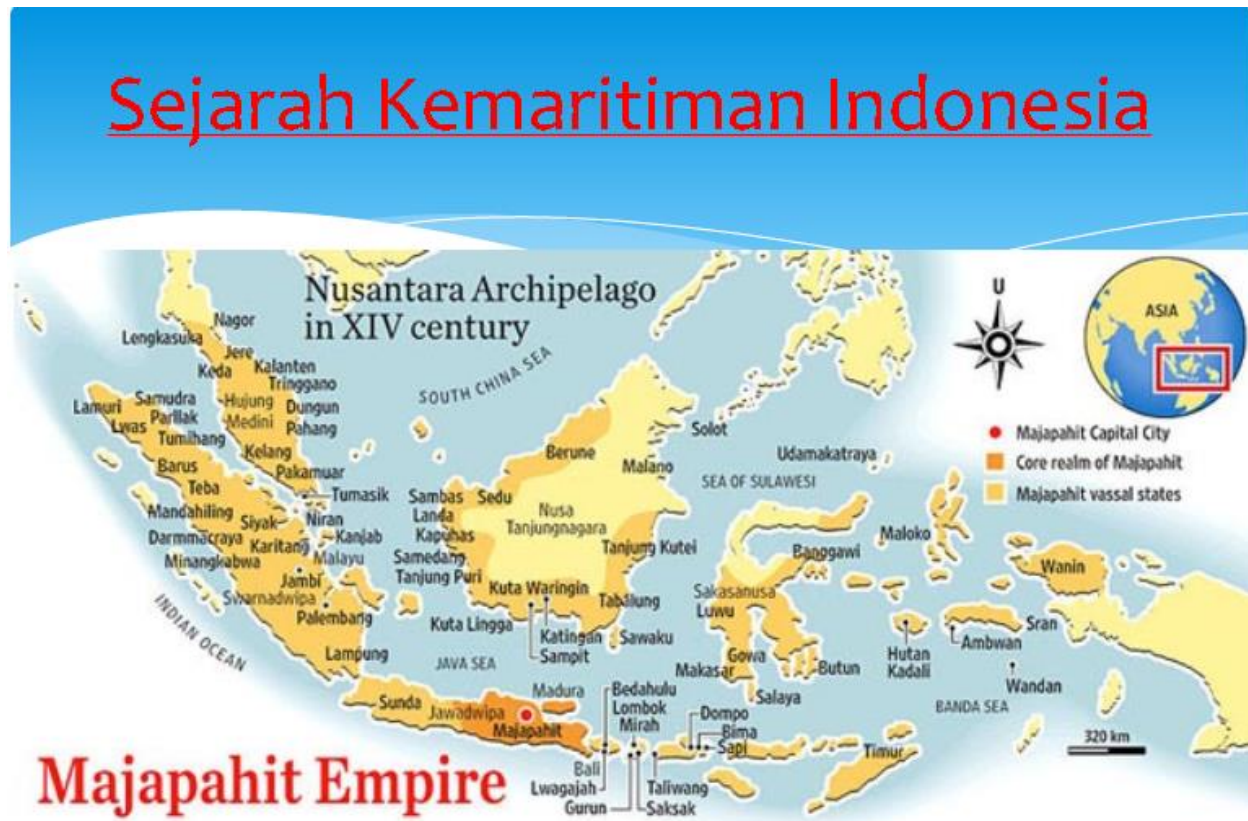 Sejarah Kemaritiman Indonesia
Nusantara Archipelago
in XIV century
U
ASIA
Majapahit Capital City
Core realm of Majapahit
Majapahit vassal states
SOUTH CHINA SEA
Nagor
Lengkasuka
Jere
Keda
Kalanten
Tringgano
Hujung
Medini
Dungun
Pahang
Kelang
Pakamuar
Tumasik
Lamuri
Samudra
Lwas
Parllak
Tumihang
Barus
Teba
Mandahiling
Siyak
Niran
Kanjab
Darmmacraya
Karitang
Malayu
Minangkabwa
Jambi
Swarnadwipa
Palembang
Lampung
INDIAN OCEAN
Berune
Malano
Solot
Udamakatraya
SEA OF SULAWESI
Sambas
Sedu
Landa
Kapuhas
Nusa
Tanjungnagara
Samedang
Tanjung Puri
Tanjung Kutei
Kuta Waringin
Tabalung
Kuta Lingga
Katingan
Sampit
Sawaku
JAVA SEA
Banggawi
Sakasanusa
Luwu
Gowa
Makasar
Butun
Salaya
Maloko
Wanin
Hutan
Kadali
Ambwan
Sran
Wandan
BANDA SEA
320 km
Sunda
Jawadwipa
Majapahit
Madura
Bedahulu
Lombok
Mirah
Dompo
Bima
Sapi
Timur
Bali
Lwagajah
Gurun
Taliwang
Saksak
Majapahit Empire